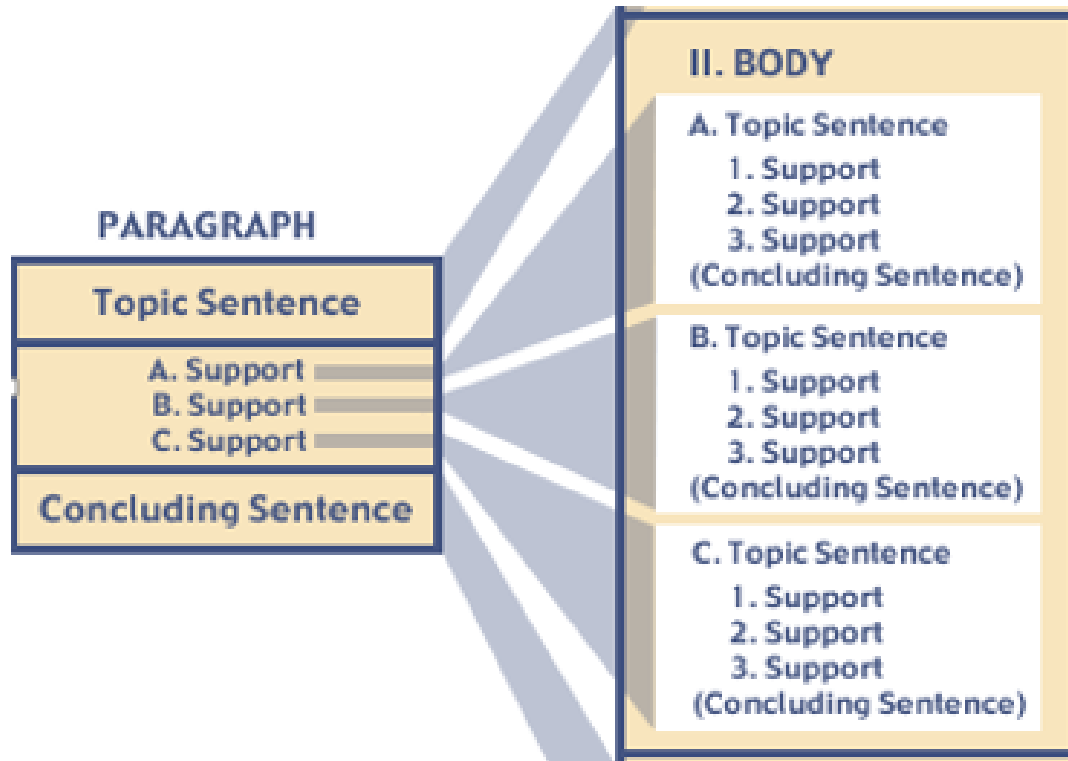 PARAGRAPH
Topic Sentence
A. Support
B. Support
C. Support
Concluding Sentence
II. BODY
A. Topic Sentence
1. Support
2. Support
3. Support
(Concluding Sentence)
B. Topic Sentence
1. Support
2. Support
3. Support
(Concluding Sentence)
C. Topic Sentence
1. Support
2. Support
3. Support
(Concluding Sentence)